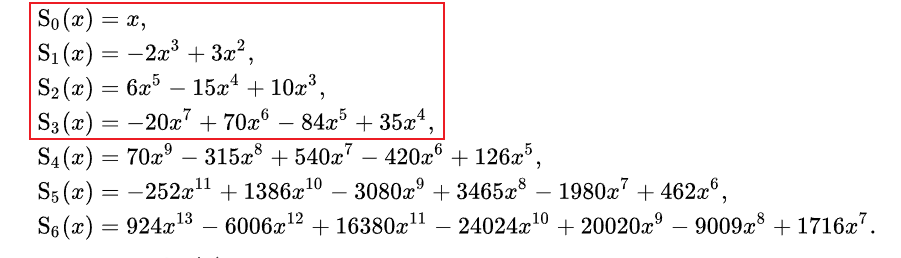 S₀(x) = x,
S₁(x) = −2x³ + 3x²,
S₂(x) = 6x⁵ − 15x⁴ + 10x³,
S₃(x) = −20x⁷ + 70x⁶ − 84x⁵ + 35x⁴,
S₄(x) = 70x⁹ − 315x⁸ + 540x⁷ − 420x⁶ + 126x⁵,
S₅(x) = −252x¹¹ + 1386x¹⁰ − 3080x⁹ + 3465x⁸ − 1980x⁷ + 462x⁶,
S₆(x) = 924x¹³ − 6006x¹² + 16380x¹¹ − 24024x¹⁰ + 20020x⁹ − 9009x⁸ + 1716x⁷.